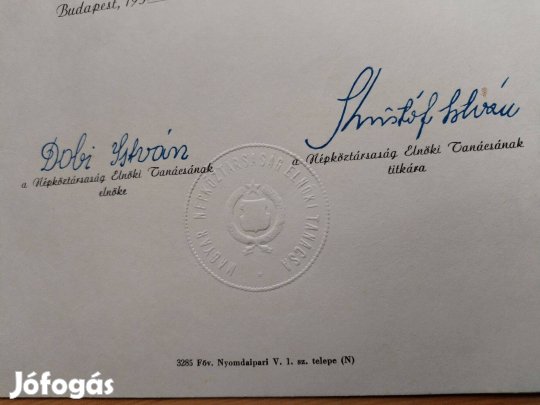 Budapest, 195
Dobi István
a Népköztársaság Elnöki Tanácsának
elnöke
Kristóf István
a Népköztársaság Elnöki Tanácsának
titkára
MAGYAR NÉPKÖZTÁRSASÁG ELNÖKI TANÁCSA
3285 Föv. Nyomdaipari V. 1. sz. telepe (N)
Jófogás